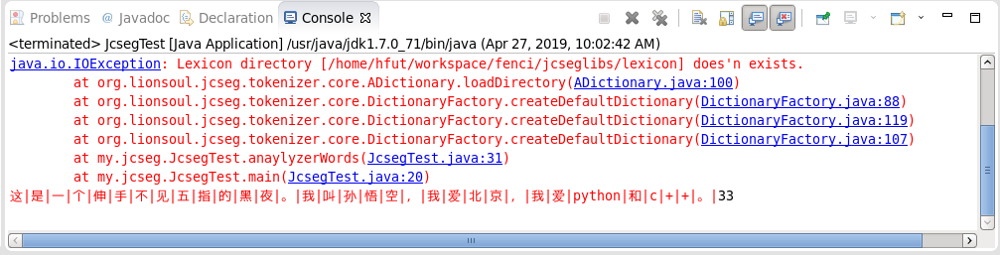 Problems @ Javadoc Declaration Console
<terminated> JcsegTest [Java Application] /usr/java/jdk1.7.0_71/bin/java (Apr 27, 2019, 10:02:42 AM)
java.io.IOException: Lexicon directory [/home/hfut/workspace/fenci/jcseglibs/lexicon] does'n exists.
at org.lionsoul.jcseg.tokenizer.core.ADictionary.loadDirectory(ADictionary.java:100)
at org.lionsoul.jcseg.tokenizer.core.DictionaryFactory.createDefaultDictionary(DictionaryFactory.java:88)
at org.lionsoul.jcseg.tokenizer.core.DictionaryFactory.createDefaultDictionary(DictionaryFactory.java:119)
at org.lionsoul.jcseg.tokenizer.core.DictionaryFactory.createDefaultDictionary(DictionaryFactory.java:107)
at my.jcseg.JcsegTest.anaylyzerWords(JcsegTest.java:31)
at my.jcseg.JcsegTest.main(JcsegTest.java:20)
这|是|一|个|伸|手|不|见|五|指|的|黑|夜|。|我|叫|孙|悟|空|，|我|爱|北|京|，|我|爱|python|和|c|+|+|。|33